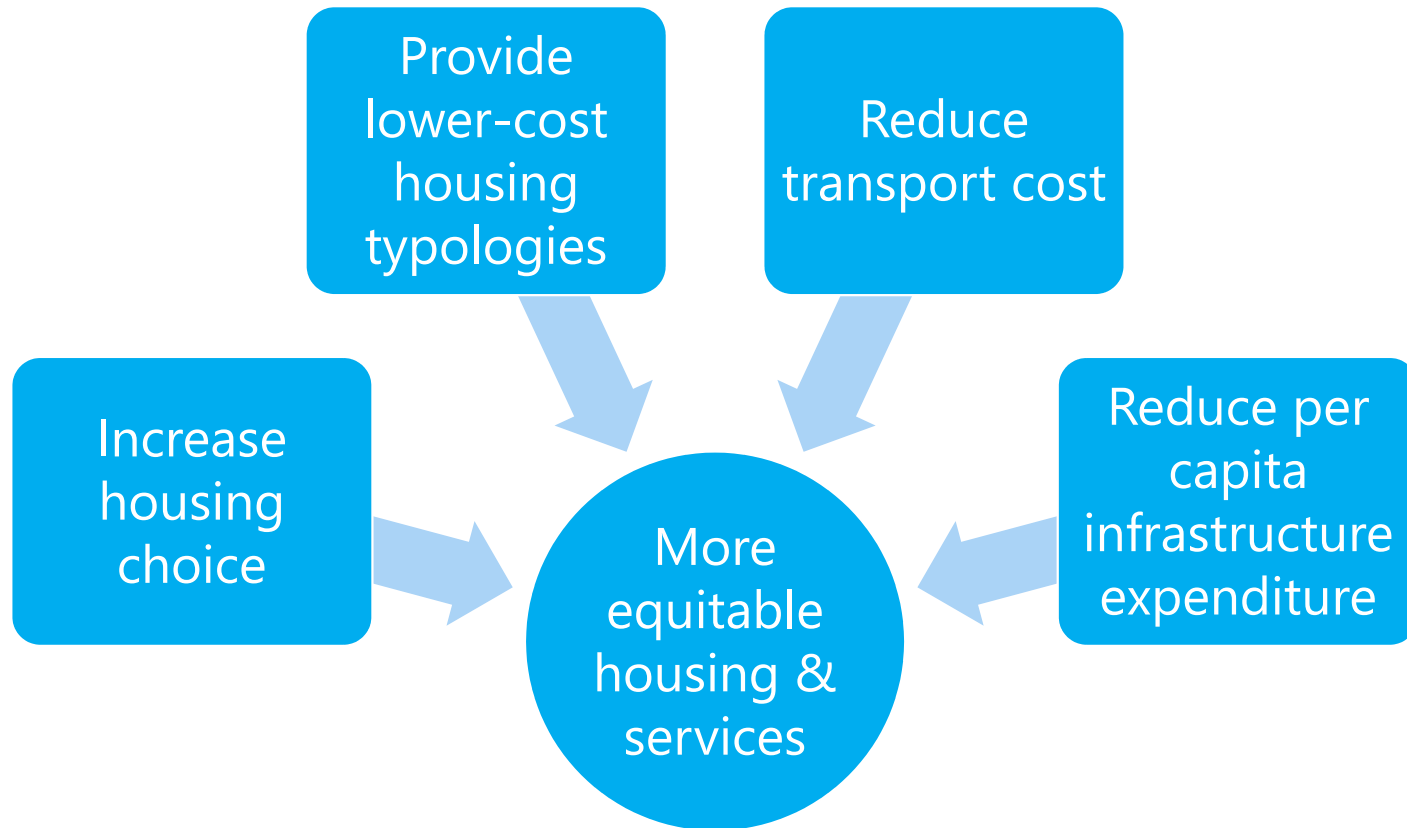 Provide
lower-cost
housing
typologies
Reduce
transport cost
Increase
housing
choice
Reduce per
capita
infrastructure
expenditure
More
equitable
housing &
services